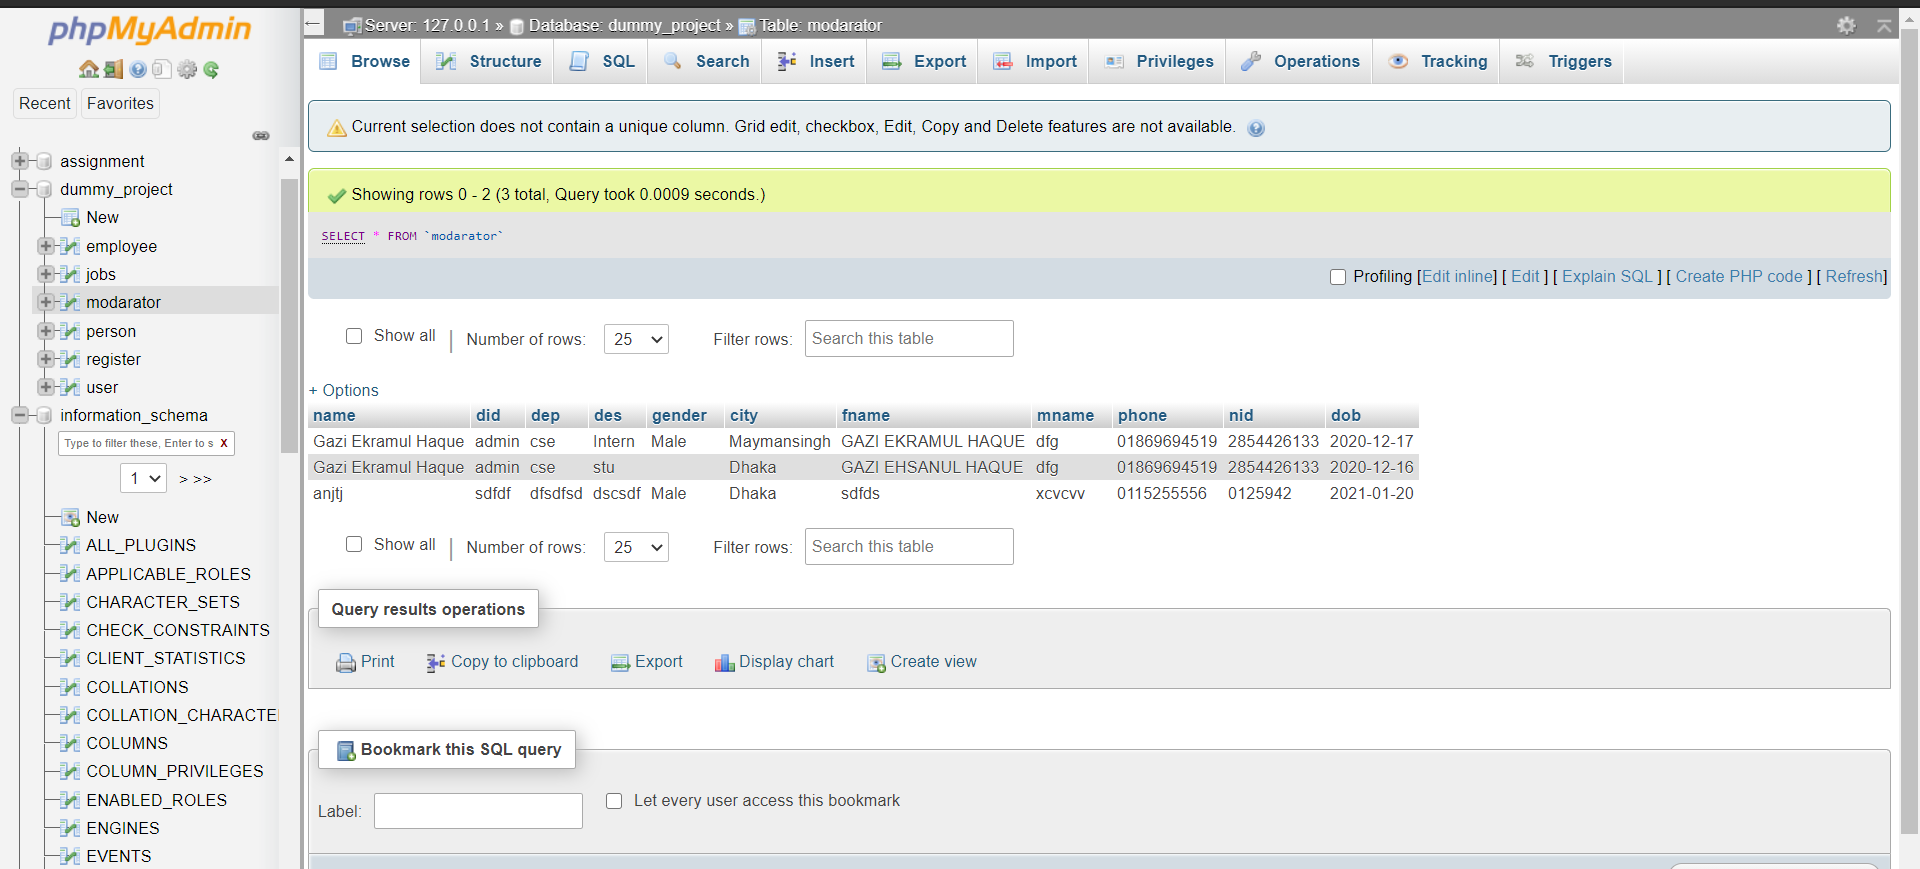 phpMyAdmin
Recent Favorites
assignment
dummy_project
New
employee
jobs
modarator
person
register
user
information_schema
Type to filter these, Enter to s X
1 > >>
New
ALL_PLUGINS
APPLICABLE_ROLES
CHARACTER_SETS
CHECK_CONSTRAINTS
CLIENT_STATISTICS
COLLATIONS
COLLATION_CHARACTE
COLUMNS
COLUMN_PRIVILEGES
ENABLED_ROLES
ENGINES
EVENTS
Server: 127.0.0.1 » Database: dummy_project » Table: modarator
Browse Structure SQL Search Insert Export Import Privileges Operations Tracking Triggers
Current selection does not contain a unique column. Grid edit, checkbox, Edit, Copy and Delete features are not available.
Showing rows 0 - 2 (3 total, Query took 0.0009 seconds.)
SELECT * FROM `modarator`
Profiling [Edit inline] [ Edit ] [ Explain SQL ] [ Create PHP code ] [ Refresh]
Show all | Number of rows: 25 Filter rows: Search this table
+ Options
name did dep des gender city fname mname phone nid dob
Gazi Ekramul Haque admin cse Intern Male Maymansingh GAZI EKRAMUL HAQUE dfg 01869694519 2854426133 2020-12-17
Gazi Ekramul Haque admin cse stu Dhaka GAZI EHSANUL HAQUE dfg 01869694519 2854426133 2020-12-16
anjtj sdfdf dfsdfsd dscsdf Male Dhaka sdfds xcvcvv 0115255556 0125942 2021-01-20
Show all | Number of rows: 25 Filter rows: Search this table
Query results operations
Print Copy to clipboard Export Display chart Create view
Bookmark this SQL query
Label: Let every user access this bookmark